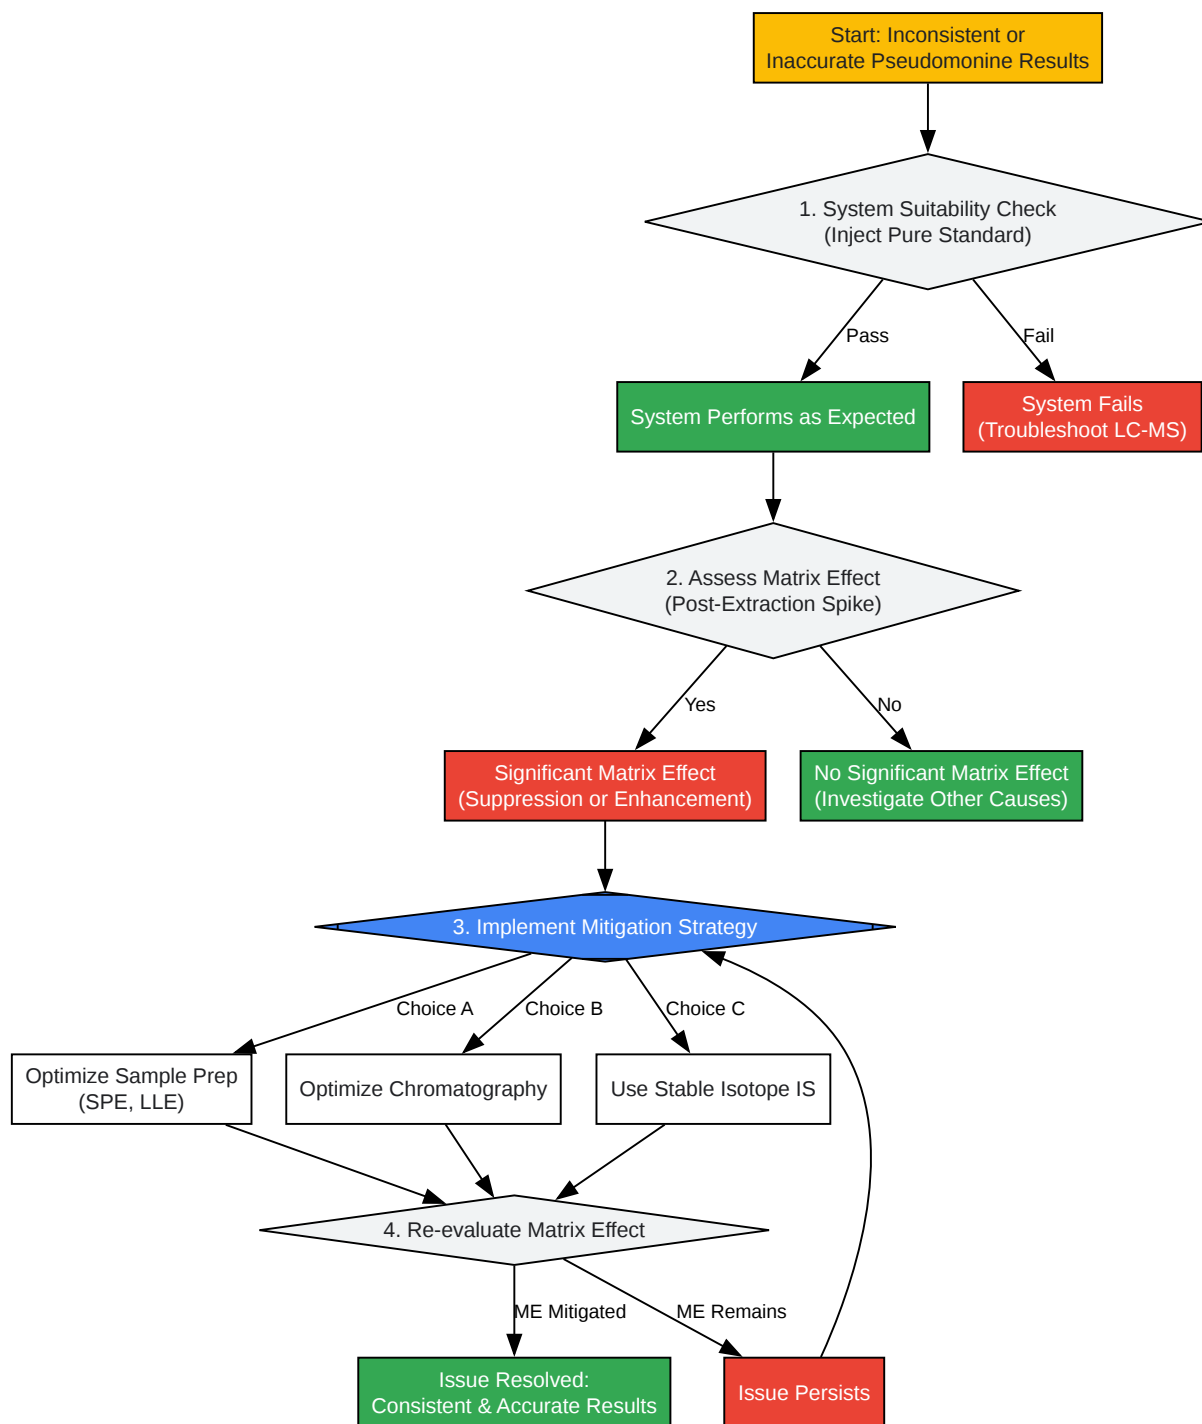 Start: Inconsistent or
Inaccurate Pseudomonine Results
1. System Suitability Check
(Inject Pure Standard)
Pass
Fail
System Performs as Expected
System Fails
(Troubleshoot LC-MS)
2. Assess Matrix Effect
(Post-Extraction Spike)
Yes
No
Significant Matrix Effect
(Suppression or Enhancement)
No Significant Matrix Effect
(Investigate Other Causes)
3. Implement Mitigation Strategy
Choice A
Choice B
Choice C
Optimize Sample Prep
(SPE, LLE)
Optimize Chromatography
Use Stable Isotope IS
4. Re-evaluate Matrix Effect
ME Mitigated
ME Remains
Issue Resolved:
Consistent & Accurate Results
Issue Persists